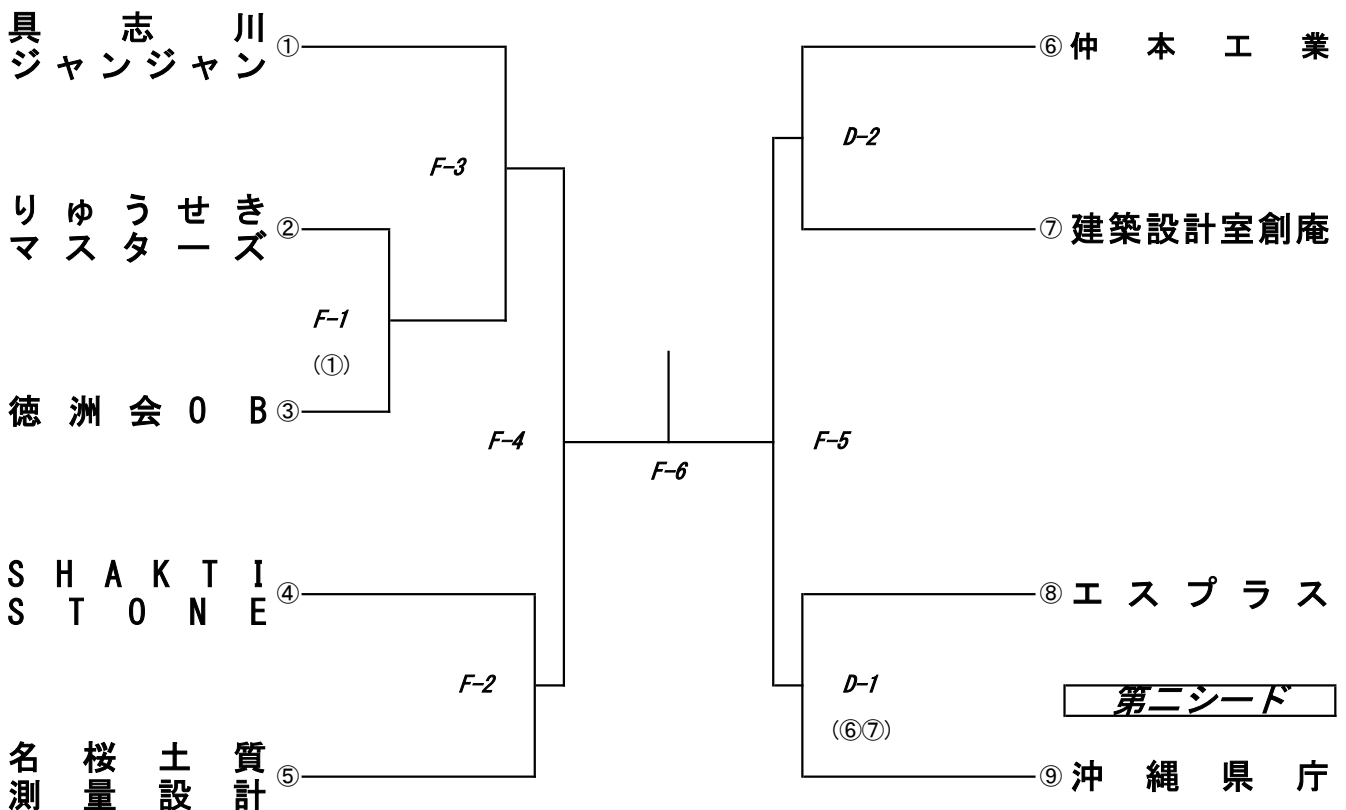 具志川
ジャンジャン
①
りゅうせき
マスターズ
②
徳洲会OB
③
SHAKTI
STONE
④
名桜土質
測量設計
⑤
F-3
F-1
(①)
F-4
F-2
F-6
D-2
F-5
D-1
(⑥⑦)
⑥仲本工業
⑦建築設計室創庵
⑧エスプラス
第二シード
⑨沖縄県庁